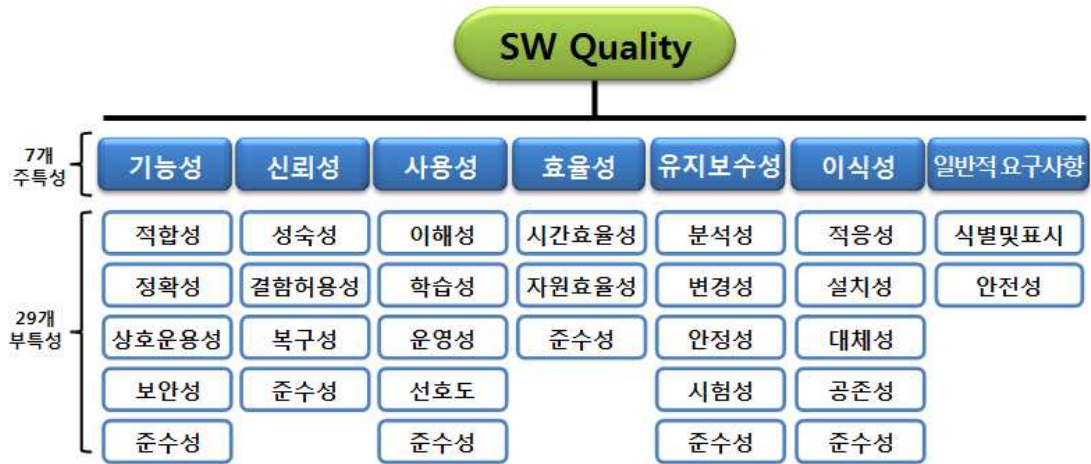 SW Quality
7개
주특성
기능성 신뢰성 사용성 효율성 유지보수성 이식성 일반적 요구사항
29개
부특성
적합성 성숙성 이해성 시간효율성 분석성 적응성 식별및표시
정확성 결함허용성 학습성 자원효율성 변경성 설치성 안전성
상호운용성 복구성 운영성 준수성 안정성 대체성
보안성 준수성 선호도 시험성 공존성
준수성 준수성 준수성 준수성